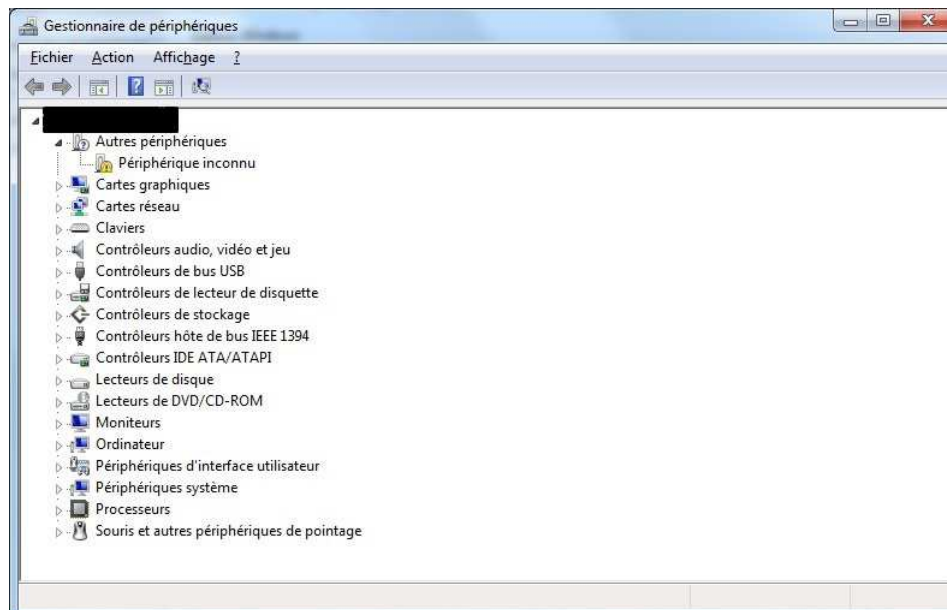 Gestionnaire de périphériques
Fichier Action Affichage ?
Autres périphériques
Périphérique inconnu
Cartes graphiques
Cartes réseau
Claviers
Contrôleurs audio, vidéo et jeu
Contrôleurs de bus USB
Contrôleurs de lecteur de disquette
Contrôleurs de stockage
Contrôleurs hôte de bus IEEE 1394
Contrôleurs IDE ATA/ATAPI
Lecteurs de disque
Lecteurs de DVD/CD-ROM
Moniteurs
Ordinateur
Périphériques d'interface utilisateur
Périphériques système
Processeurs
Souris et autres périphériques de pointage